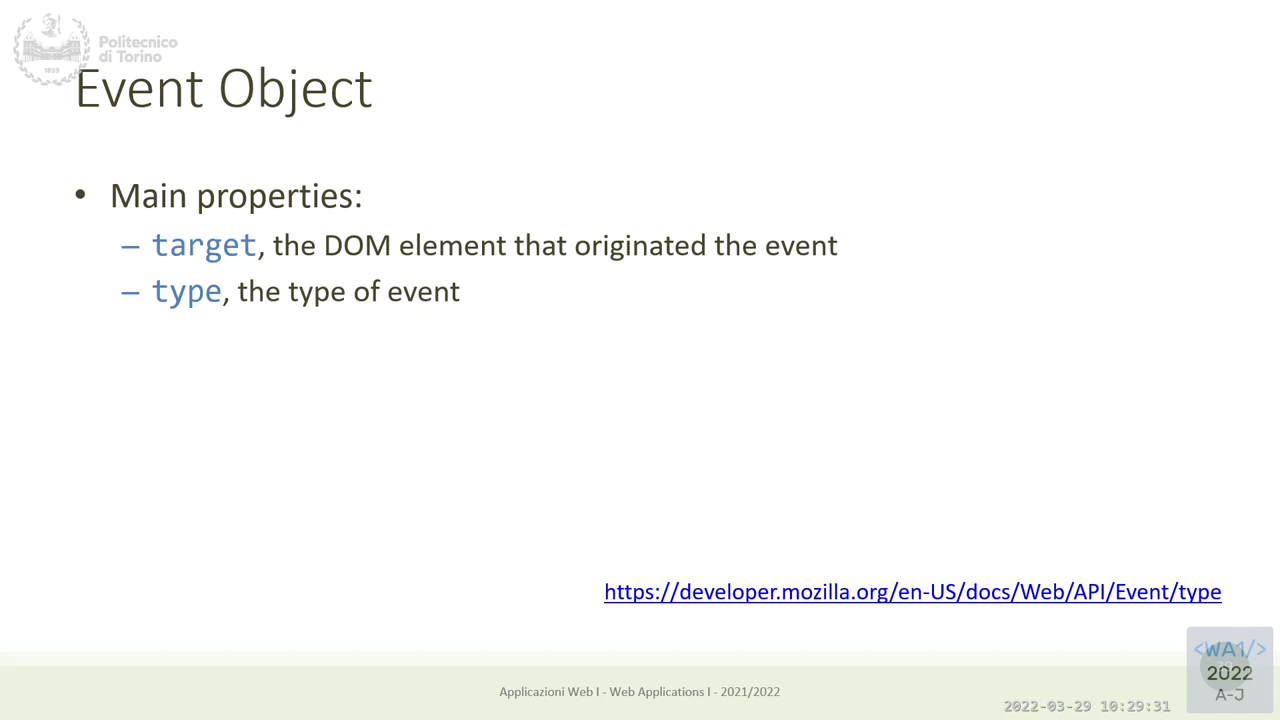 Politecnico
di Torino
1859
Event Object
• Main properties:
– target, the DOM element that originated the event
– type, the type of event
https://developer.mozilla.org/en-US/docs/Web/API/Event/type
<WA1/>
2022
A-J
Applicazioni Web I - Web Applications I - 2021/2022
2022-03-29 10:29:31